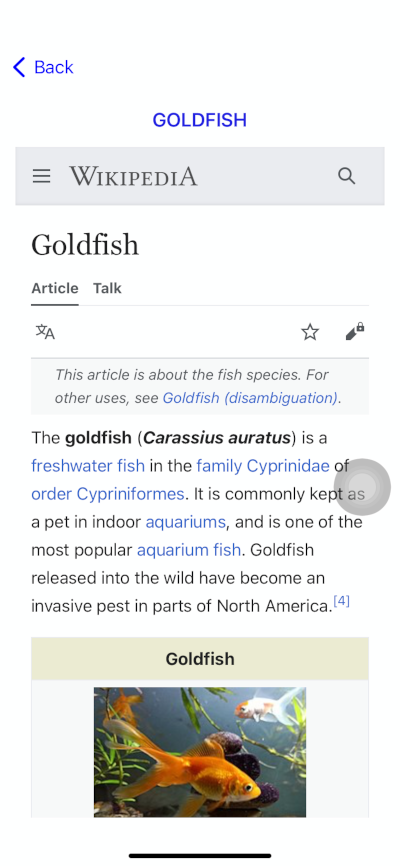 Back
GOLDFISH
WIKIPEDIA
Goldfish
Article Talk
文A
This article is about the fish species. For
other uses, see Goldfish (disambiguation).
The goldfish (Carassius auratus) is a
freshwater fish in the family Cyprinidae of
order Cypriniformes. It is commonly kept as
a pet in indoor aquariums, and is one of the
most popular aquarium fish. Goldfish
released into the wild have become an
invasive pest in parts of North America.[4]
Goldfish